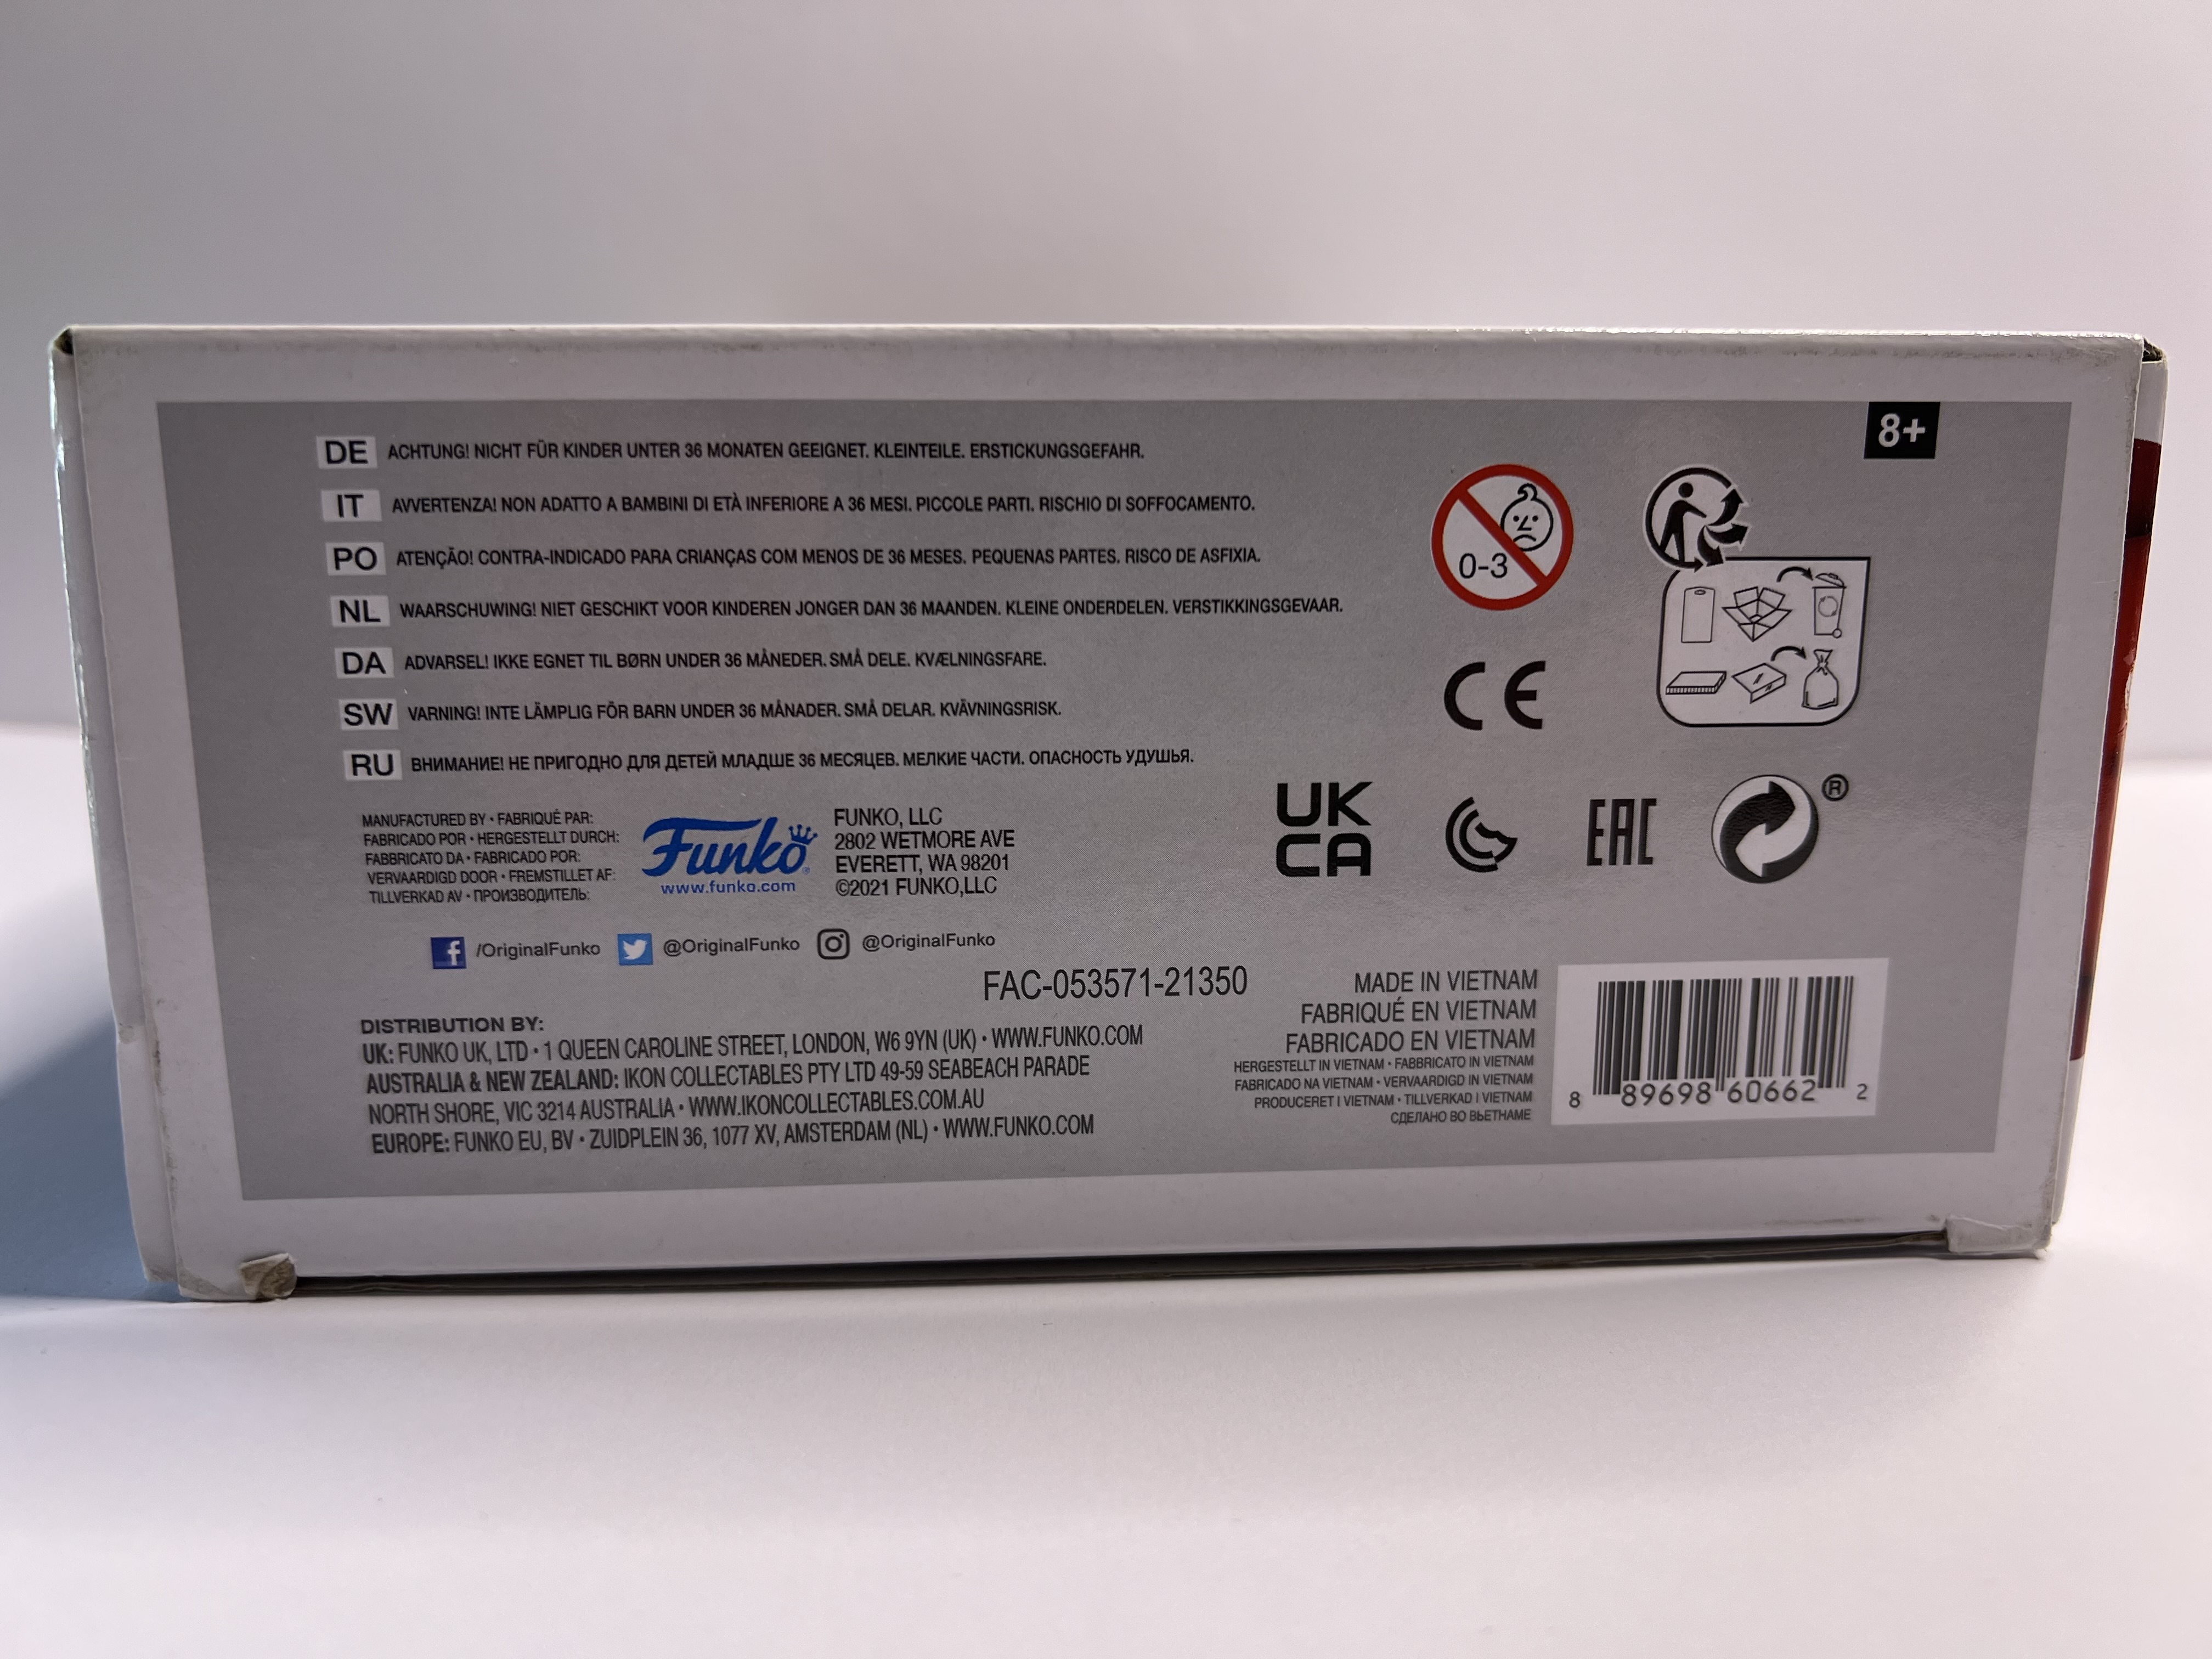 8+
DE ACHTUNG! NICHT FÜR KINDER UNTER 36 MONATEN GEEIGNET. KLEINTEILE. ERSTICKUNGSGEFAHR.
IT AVVERTENZA! NON ADATTO A BAMBINI DI ETÀ INFERIORE A 36 MESI. PICCOLE PARTI. RISCHIO DI SOFFOCAMENTO.
PO ATENÇÃO! CONTRA-INDICADO PARA CRIANÇAS COM MENOS DE 36 MESES. PEQUENAS PARTES. RISCO DE ASFIXIA.
NL WAARSCHUWING! NIET GESCHIKT VOOR KINDEREN JONGER DAN 36 MAANDEN. KLEINE ONDERDELEN. VERSTIKKINGSGEVAAR.
DA ADVARSEL! IKKE EGNET TIL BØRN UNDER 36 MÅNEDER. SMÅ DELE. KVÆLNINGSFARE.
SW VARNING! INTE LÄMPLIG FÖR BARN UNDER 36 MÅNADER. SMÅ DELAR. KVÄVNINGSRISK.
RU ВНИМАНИЕ! НЕ ПРИГОДНО ДЛЯ ДЕТЕЙ МЛАДШЕ 36 МЕСЯЦЕВ. МЕЛКИЕ ЧАСТИ. ОПАСНОСТЬ УДУШЬЯ.
0-3
CE
UK
CA
EAC
®
MANUFACTURED BY • FABRIQUÉ PAR:
FABRICADO POR • HERGESTELLT DURCH:
FABBRICATO DA • FABRICADO POR:
VERVAARDIGD DOOR • FREMSTILLET AF:
TILLVERKAD AV • ПРОИЗВОДИТЕЛЬ:
Funko®
www.funko.com
FUNKO, LLC
2802 WETMORE AVE
EVERETT, WA 98201
©2021 FUNKO,LLC
/OriginalFunko @OriginalFunko @OriginalFunko
FAC-053571-21350
DISTRIBUTION BY:
UK: FUNKO UK, LTD • 1 QUEEN CAROLINE STREET, LONDON, W6 9YN (UK) • WWW.FUNKO.COM
AUSTRALIA & NEW ZEALAND: IKON COLLECTABLES PTY LTD 49-59 SEABEACH PARADE
NORTH SHORE, VIC 3214 AUSTRALIA • WWW.IKONCOLLECTABLES.COM.AU
EUROPE: FUNKO EU, BV • ZUIDPLEIN 36, 1077 XV, AMSTERDAM (NL) • WWW.FUNKO.COM
MADE IN VIETNAM
FABRIQUÉ EN VIETNAM
FABRICADO EN VIETNAM
HERGESTELLT IN VIETNAM • FABBRICATO IN VIETNAM
FABRICADO NA VIETNAM • VERVAARDIGD IN VIETNAM
PRODUCERET I VIETNAM • TILLVERKAD I VIETNAM
СДЕЛАНО ВО ВЬЕТНАМЕ
8 89698 60662 2